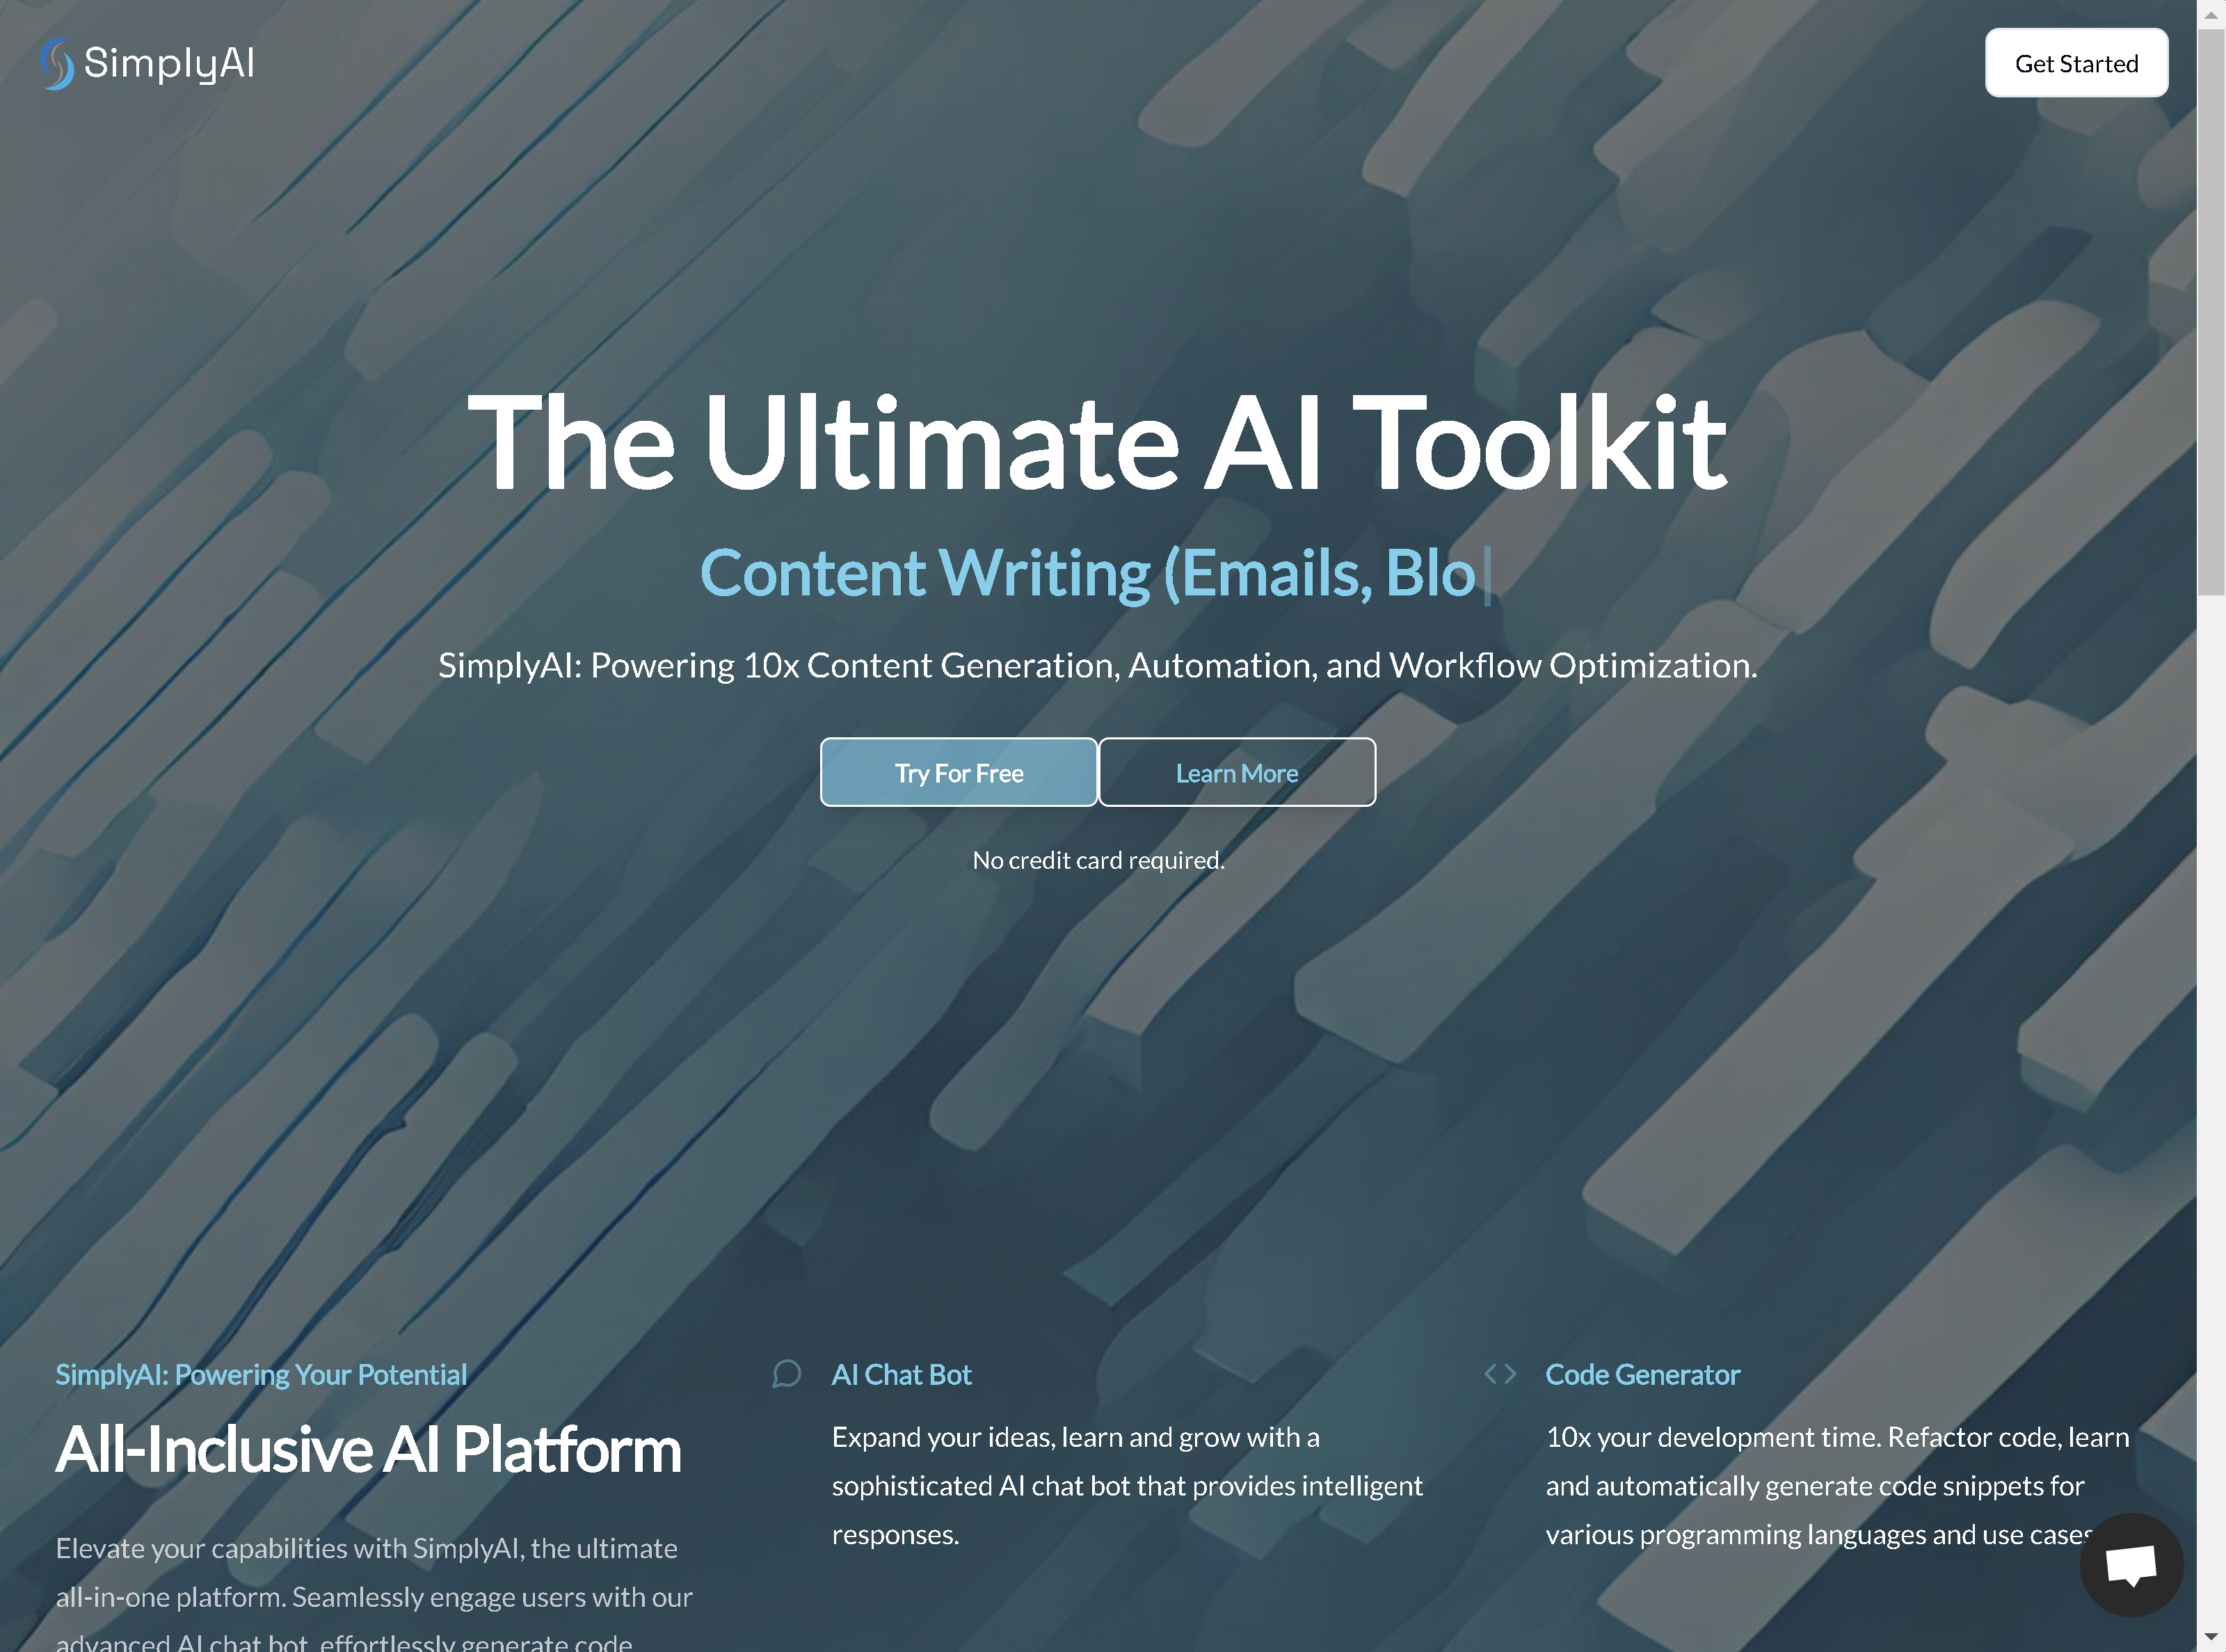 SimplyAI
Get Started
The Ultimate AI Toolkit
Content Writing (Emails, Blo
SimplyAI: Powering 10x Content Generation, Automation, and Workflow Optimization.
Try For Free
Learn More
No credit card required.
SimplyAI: Powering Your Potential
All-Inclusive AI Platform
Elevate your capabilities with SimplyAI, the ultimate
all-in-one platform. Seamlessly engage users with our
advanced AI chat bot, effortlessly generate code
AI Chat Bot
Expand your ideas, learn and grow with a
sophisticated AI chat bot that provides intelligent
responses.
Code Generator
10x your development time. Refactor code, learn
and automatically generate code snippets for
various programming languages and use cases